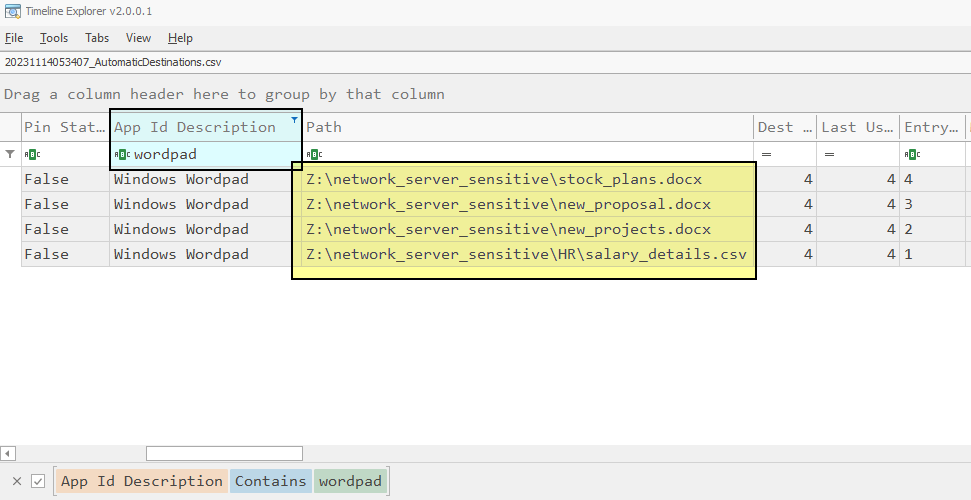 Timeline Explorer v2.0.0.1
File Tools Tabs View Help
20231114053407_AutomaticDestinations.csv
Drag a column header here to group by that column
Pin Stat... App Id Description Path Dest ... Last Us... Entry...
ABC ABC wordpad ABC = = ABC
False Windows Wordpad Z:\network_server_sensitive\stock_plans.docx 4 4 4
False Windows Wordpad Z:\network_server_sensitive\new_proposal.docx 4 4 3
False Windows Wordpad Z:\network_server_sensitive\new_projects.docx 4 4 2
False Windows Wordpad Z:\network_server_sensitive\HR\salary_details.csv 4 4 1
App Id Description Contains wordpad